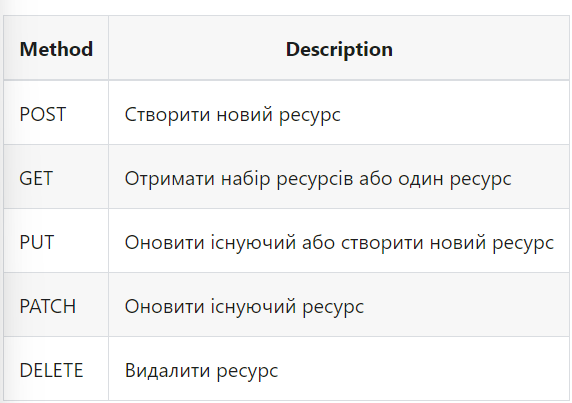 Method Description
POST Створити новий ресурс
GET Отримати набір ресурсів або один ресурс
PUT Оновити існуючий або створити новий ресурс
PATCH Оновити існуючий ресурс
DELETE Видалити ресурс